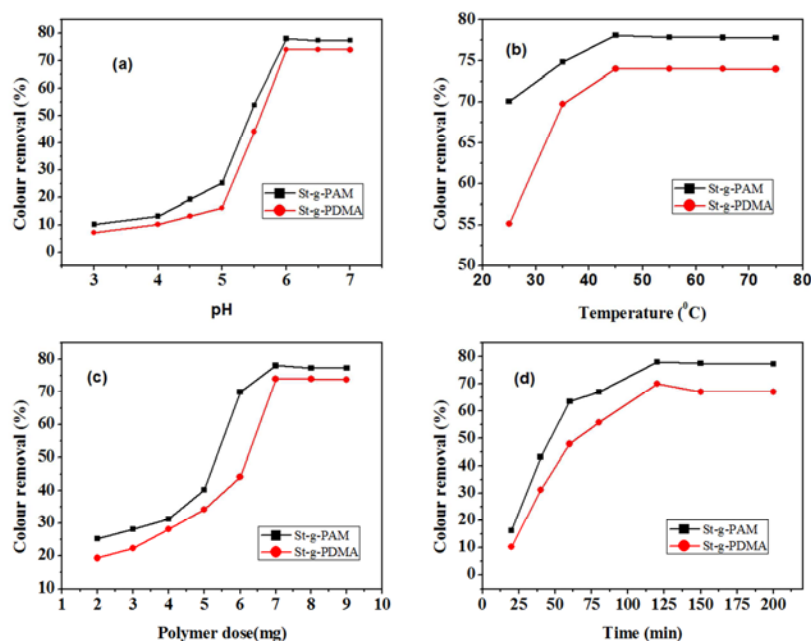 (a)
Colour removal (%)
80
70
60
50
40
30
20
10
0
St-g-PAM
St-g-PDMA
3 4 5 6 7
pH
(b)
Colour removal (%)
80
75
70
65
60
55
50
St-g-PAM
St-g-PDMA
20 30 40 50 60 70 80
Temperature (⁰C)
(c)
Colour removal (%)
80
70
60
50
40
30
20
10
St-g-PAM
St-g-PDMA
1 2 3 4 5 6 7 8 9 10
Polymer dose(mg)
(d)
Colour removal (%)
80
70
60
50
40
30
20
10
0
St-g-PAM
St-g-PDMA
0 25 50 75 100 125 150 175 200
Time (min)